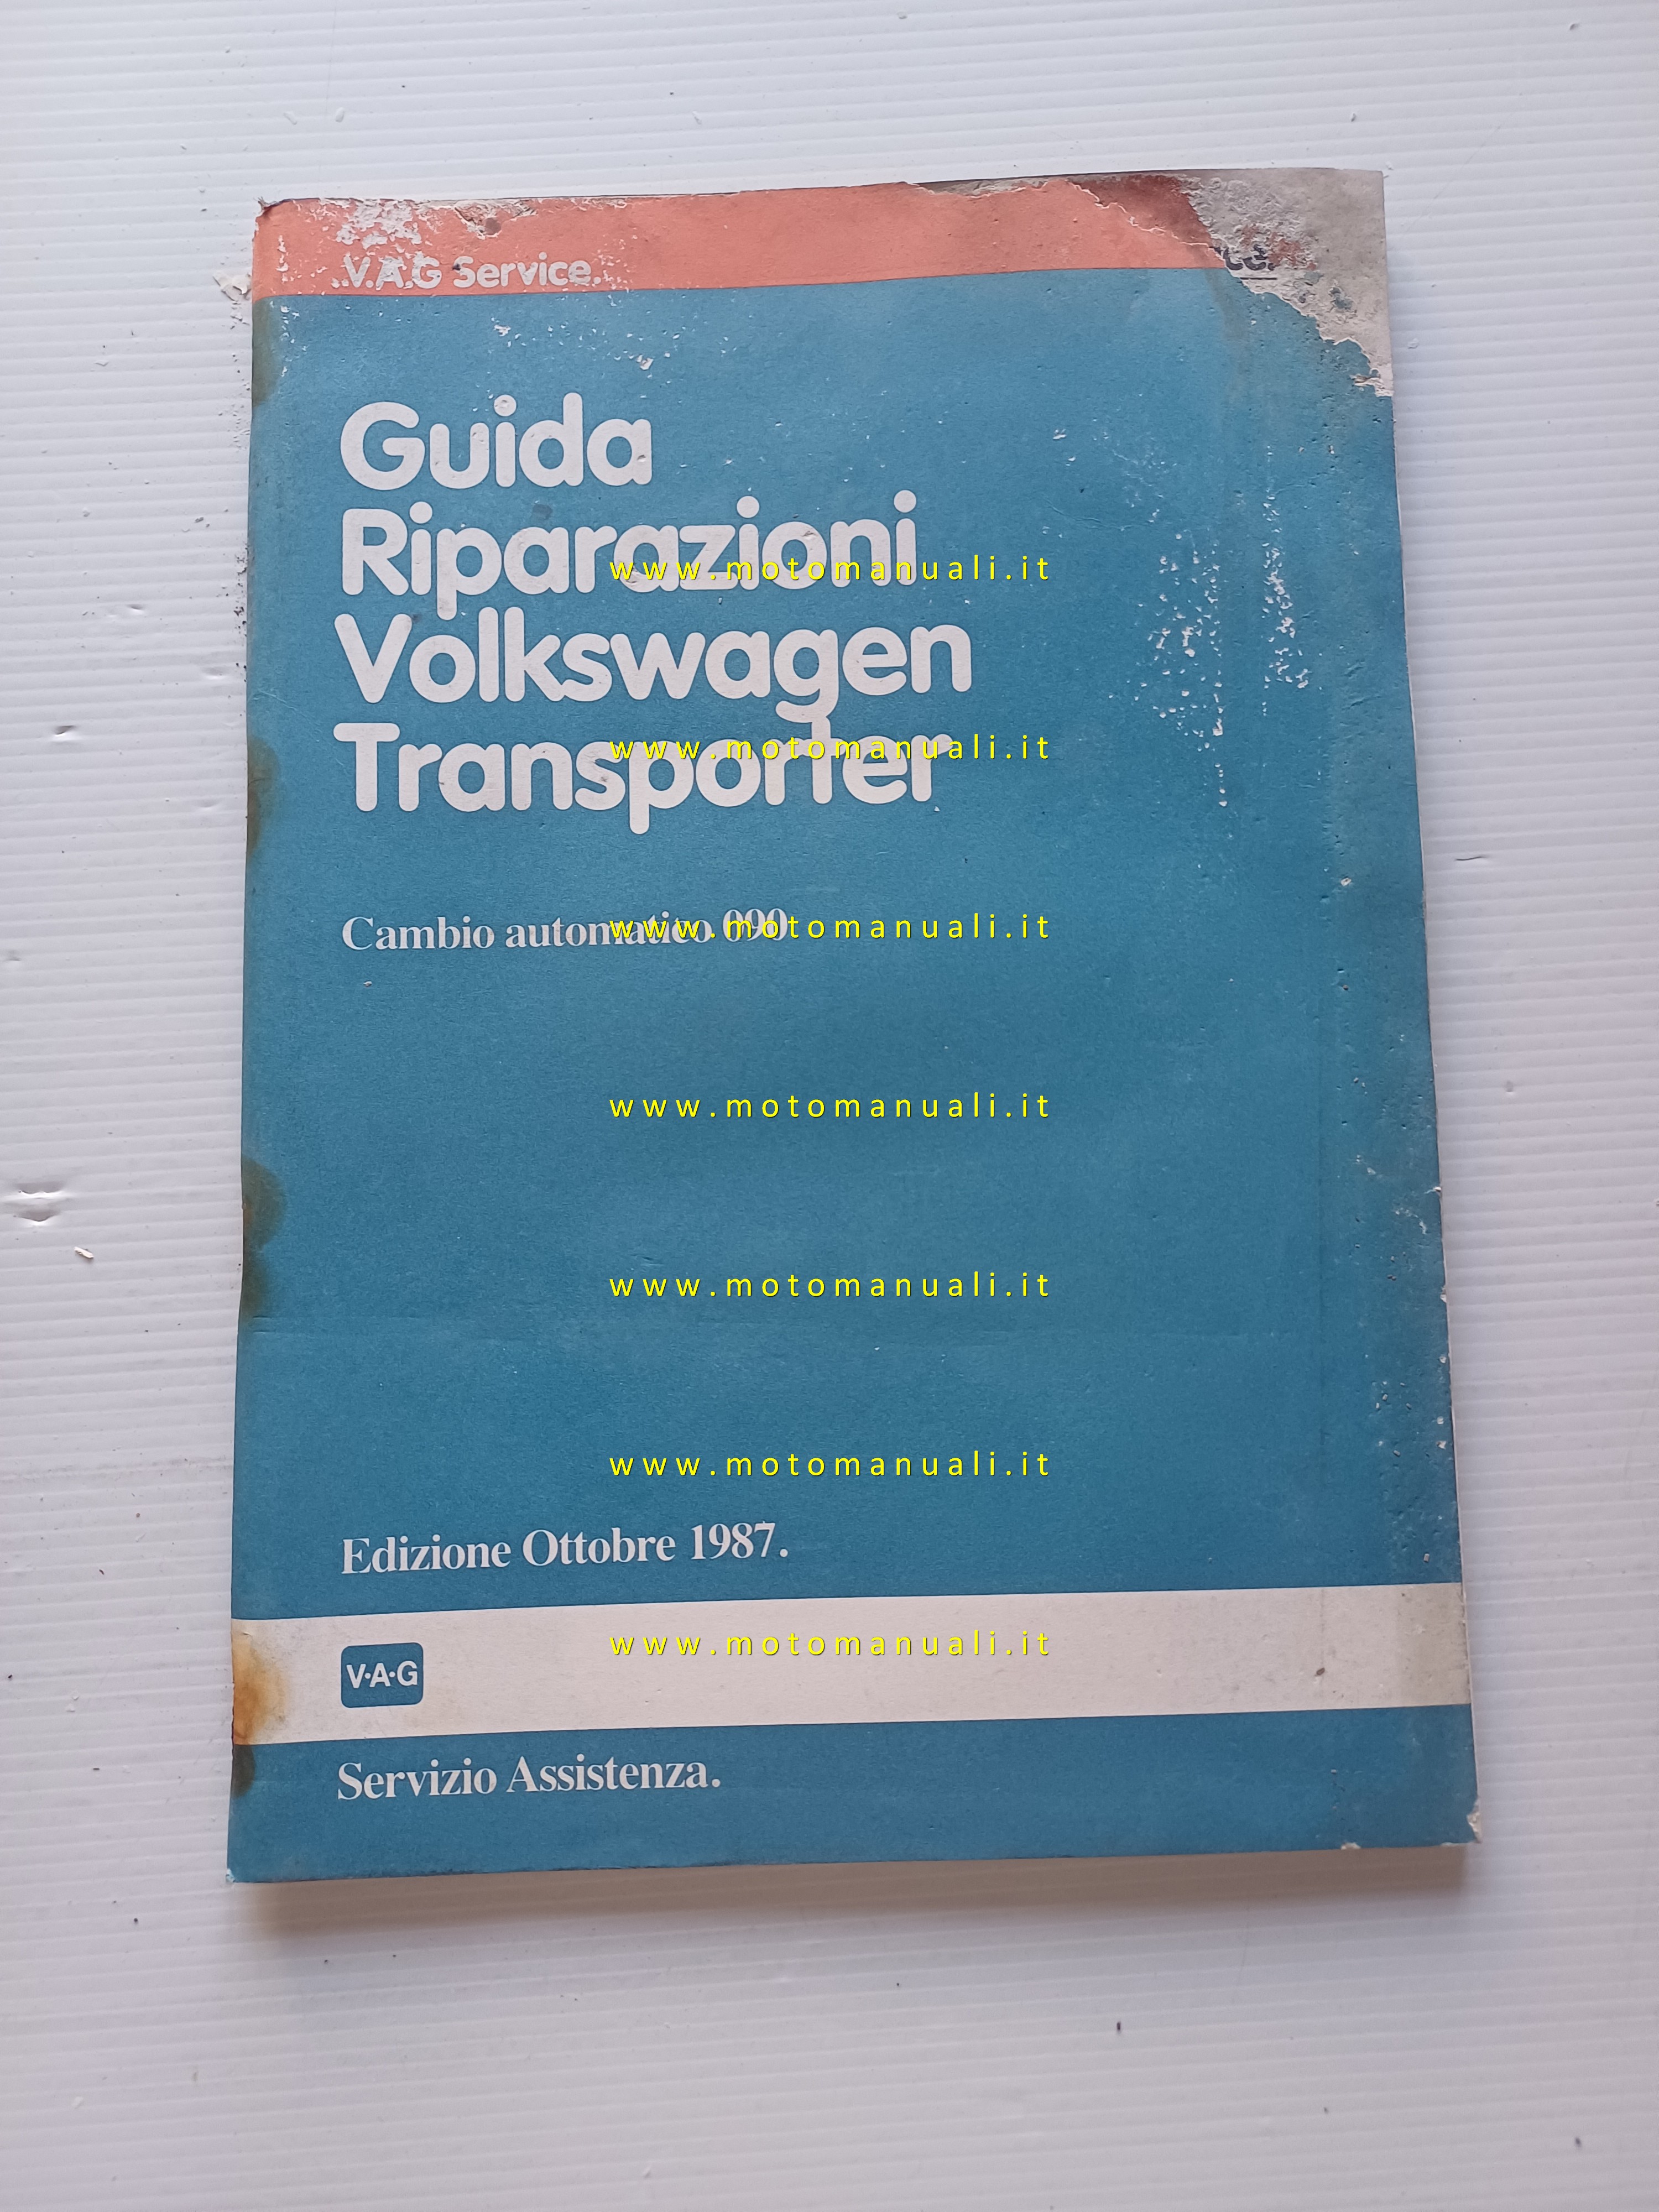 V.A.G Service.
Guida
Riparazioni
www.motomanuali.it
Volkswagen
Transporter
www.motomanuali.it
Cambio automatico 090
www.motomanuali.it
www.motomanuali.it
www.motomanuali.it
www.motomanuali.it
Edizione Ottobre 1987.
www.motomanuali.it
V·A·G
Servizio Assistenza.